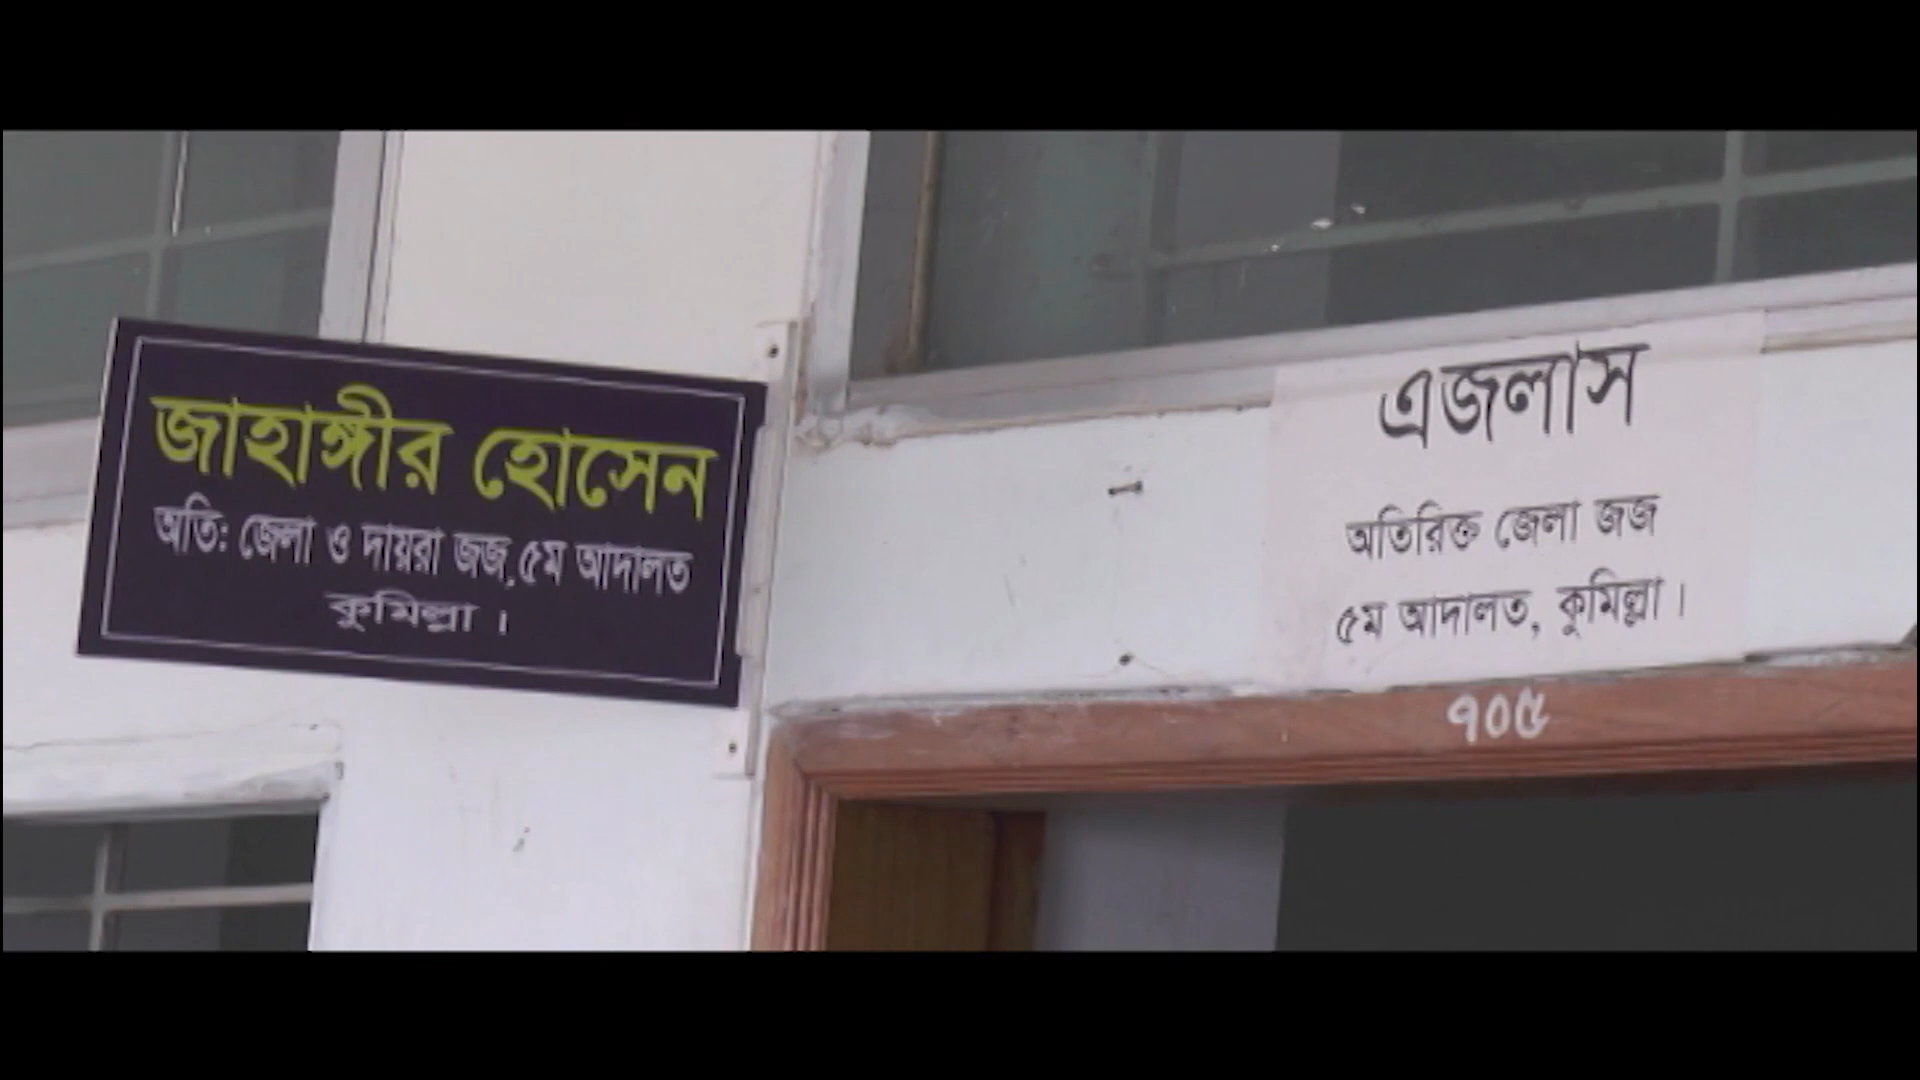 জাহাঙ্গীর হোসেন
অতি: জেলা ও দায়রা জজ,৫ম আদালত
কুমিল্লা ।
এজলাস
অতিরিক্ত জেলা জজ
৫ম আদালত, কুমিল্লা ।
৭০৫